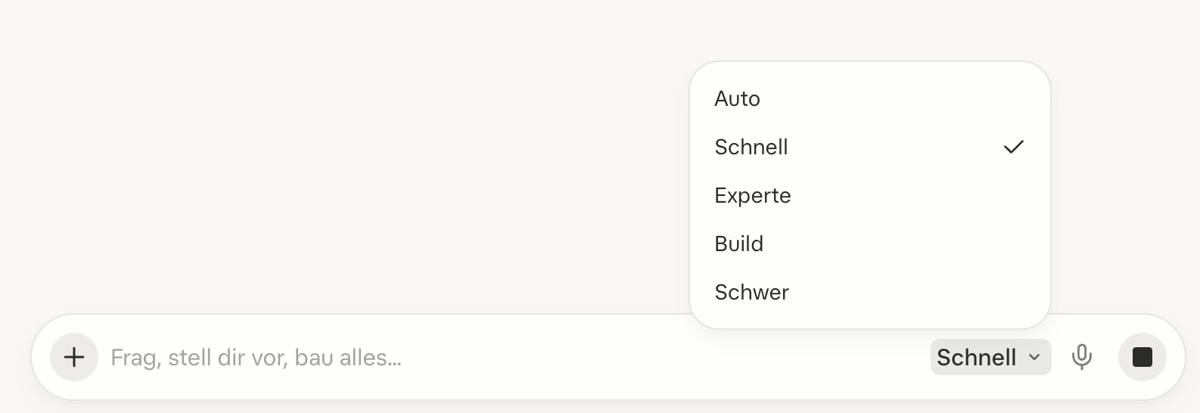 Auto
Schnell
Experte
Build
Schwer
Frag, stell dir vor, bau alles...
Schnell